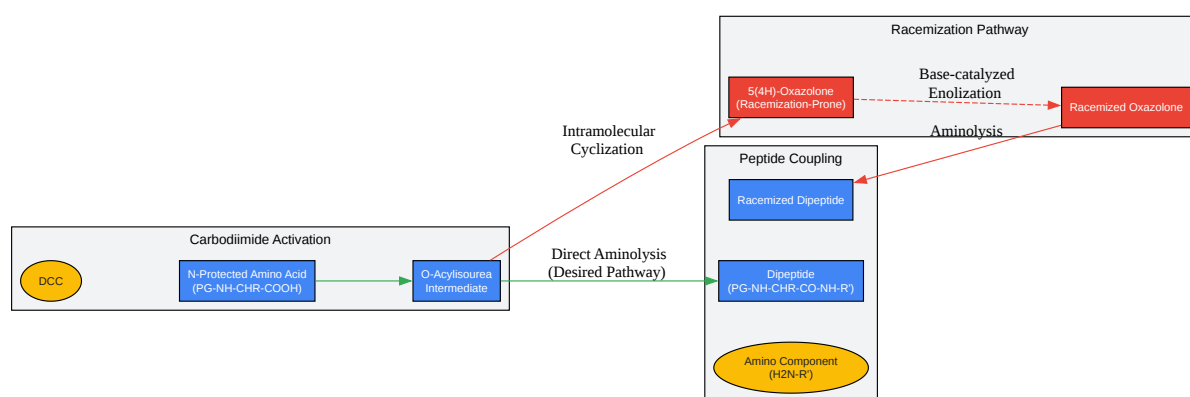 Racemization Pathway
Base-catalyzed
Enolization
5(4H)-Oxazolone
(Racemization-Prone)
Racemized Oxazolone
Intramolecular
Cyclization
Aminolysis
Peptide Coupling
Racemized Dipeptide
Carbodiimide Activation
DCC
N-Protected Amino Acid
(PG-NH-CHR-COOH)
O-Acylisourea
Intermediate
Direct Aminolysis
(Desired Pathway)
Dipeptide
(PG-NH-CHR-CO-NH-R')
Amino Component
(H2N-R')